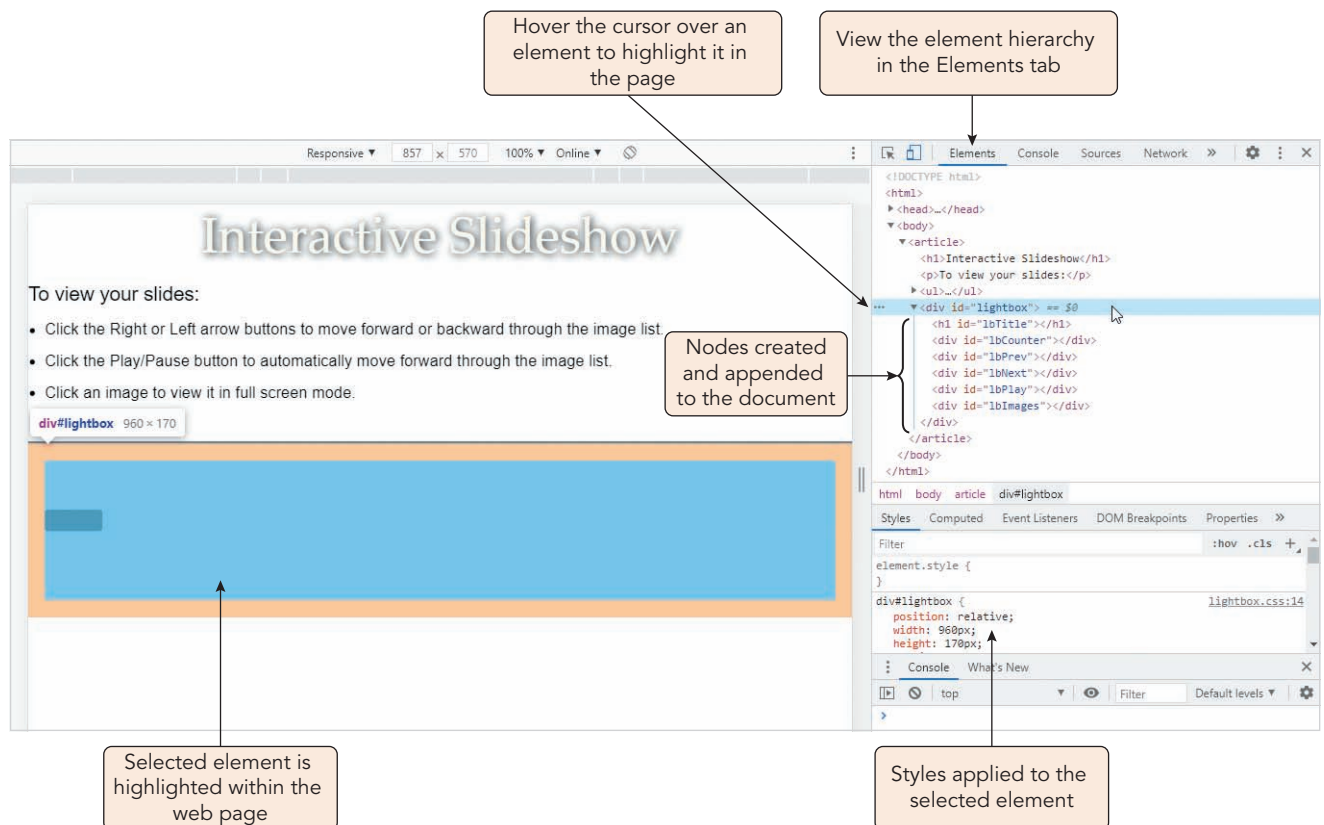 Hover the cursor over an
element to highlight it in
the page
View the element hierarchy
in the Elements tab
Responsive ▼ 857 x 570 100% ▼ Online ▼
Elements Console Sources Network »
Interactive Slideshow
To view your slides:
• Click the Right or Left arrow buttons to move forward or backward through the image list.
• Click the Play/Pause button to automatically move forward through the image list.
• Click an image to view it in full screen mode.
div#lightbox 960 × 170
<!DOCTYPE html>
<html>
▶<head>…</head>
▼<body>
▼<article>
<h1>Interactive Slideshow</h1>
<p>To view your slides:</p>
▶<ul>…</ul>
… ▼<div id="lightbox"> == $0
<h1 id="lbTitle"></h1>
<div id="lbCounter"></div>
<div id="lbPrev"></div>
<div id="lbNext"></div>
<div id="lbPlay"></div>
<div id="lbImages"></div>
</div>
</article>
</body>
</html>
Nodes created
and appended
to the document
html body article div#lightbox
Styles Computed Event Listeners DOM Breakpoints Properties »
Filter :hov .cls +
element.style {
}
div#lightbox { lightbox.css:14
position: relative;
width: 960px;
height: 170px;
Console What's New
top ▼ Filter Default levels ▼
>
Selected element is
highlighted within the
web page
Styles applied to the
selected element